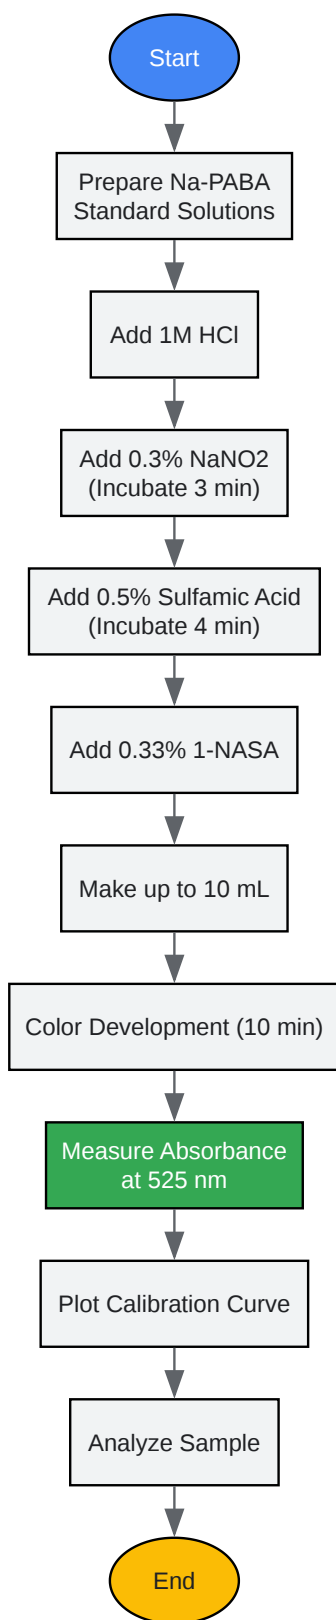 Start
Prepare Na-PABA
Standard Solutions
Add 1M HCl
Add 0.3% NaNO2
(Incubate 3 min)
Add 0.5% Sulfamic Acid
(Incubate 4 min)
Add 0.33% 1-NASA
Make up to 10 mL
Color Development (10 min)
Measure Absorbance
at 525 nm
Plot Calibration Curve
Analyze Sample
End